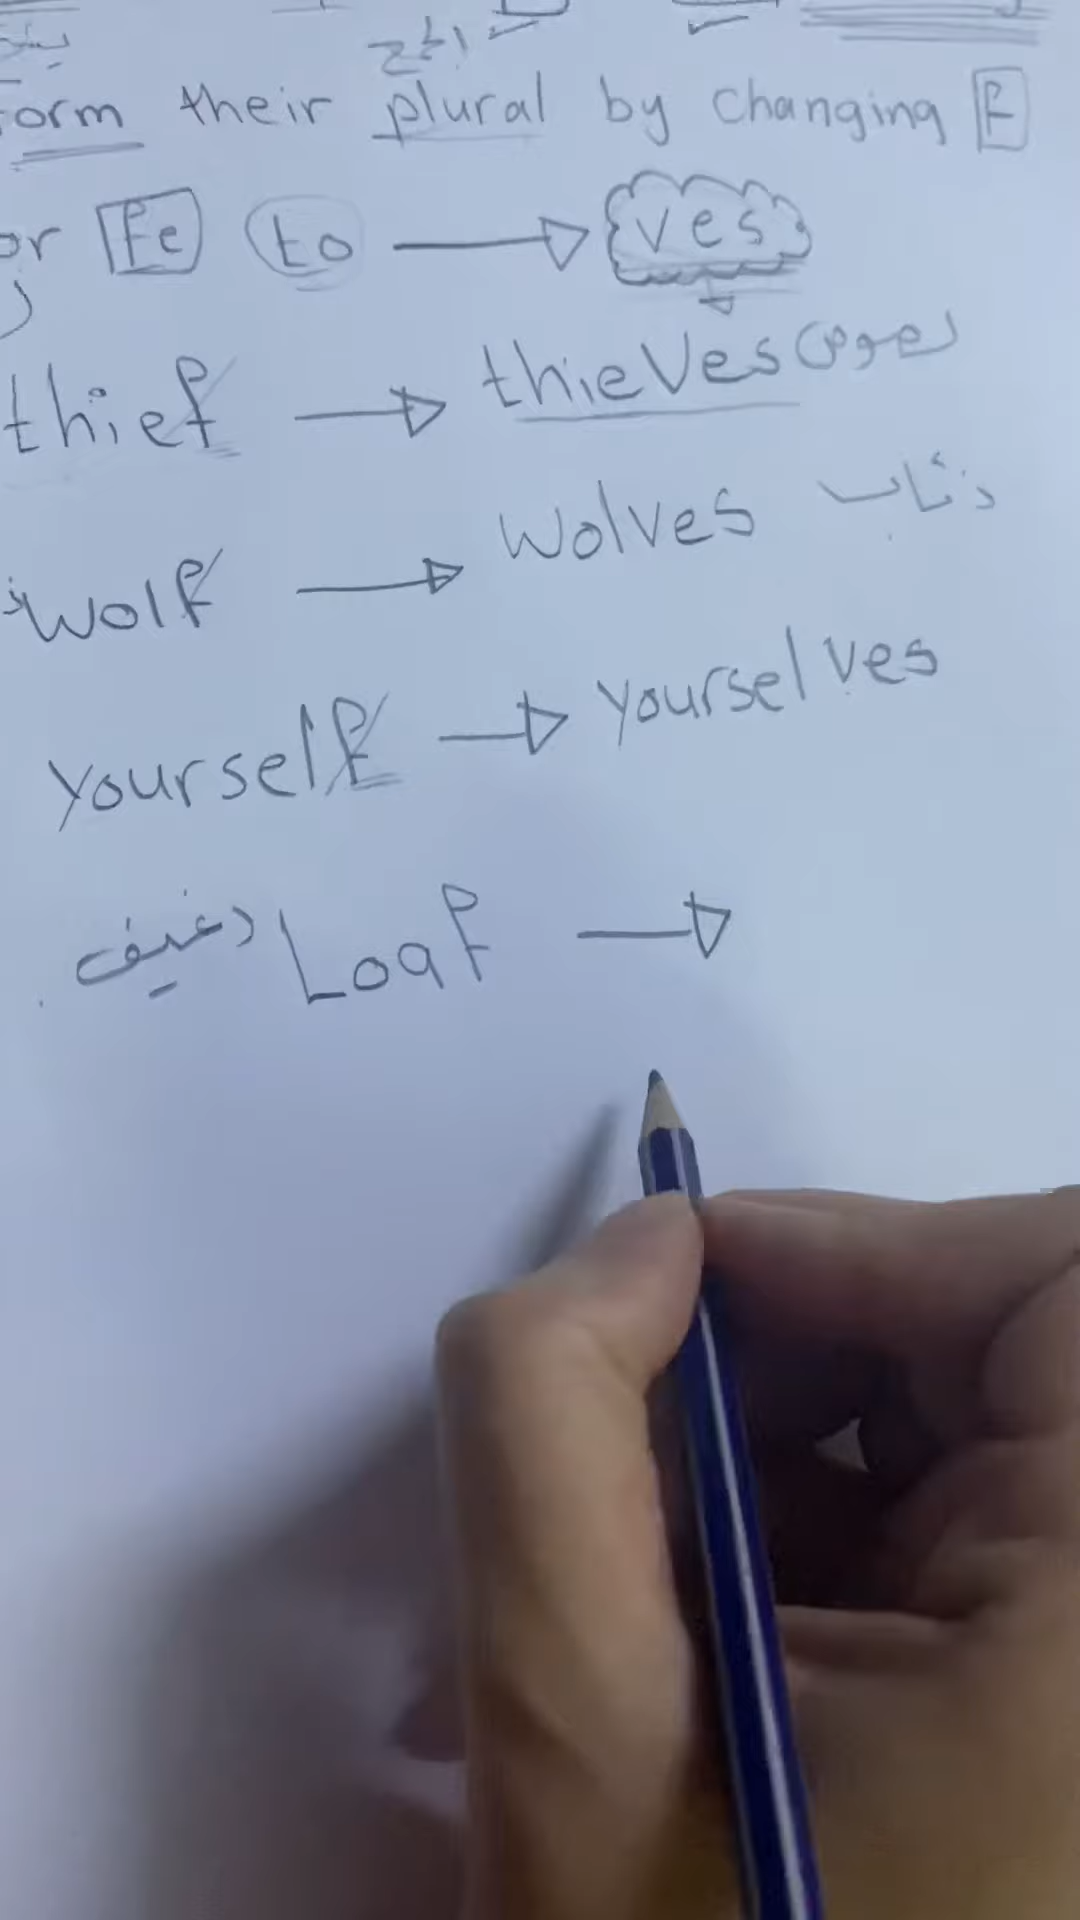 الجمع
form their plural by changing F
or Fe to → ves
thief → thieves لصوص
wolf → wolves ذئاب
yourself → yourselves
رغيف Loaf →